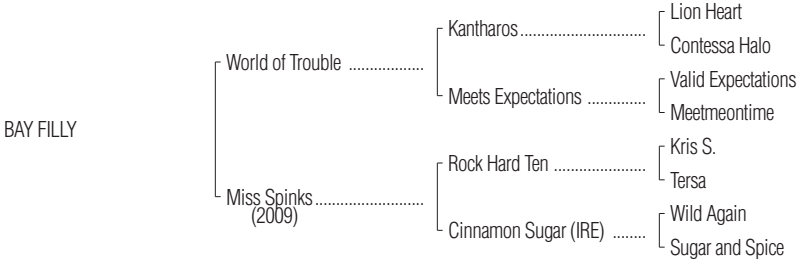 Lion Heart
Kantharos..............................
Contessa Halo
World of Trouble ..................
Valid Expectations
Meets Expectations ..............
Meetmeontime
BAY FILLY
Kris S.
Rock Hard Ten ......................
Tersa
Miss Spinks..........................
(2009)
Wild Again
Cinnamon Sugar (IRE) ........
Sugar and Spice